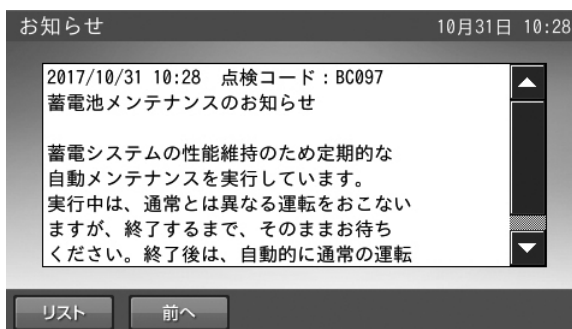 お知らせ 10月31日 10:28
2017/10/31 10:28 点検コード：BC097
蓄電池メンテナンスのお知らせ
蓄電システムの性能維持のため定期的な
自動メンテナンスを実行しています。
実行中は、通常とは異なる運転をおこない
ますが、終了するまで、そのままお待ち
ください。終了後は、自動的に通常の運転
リスト 前へ